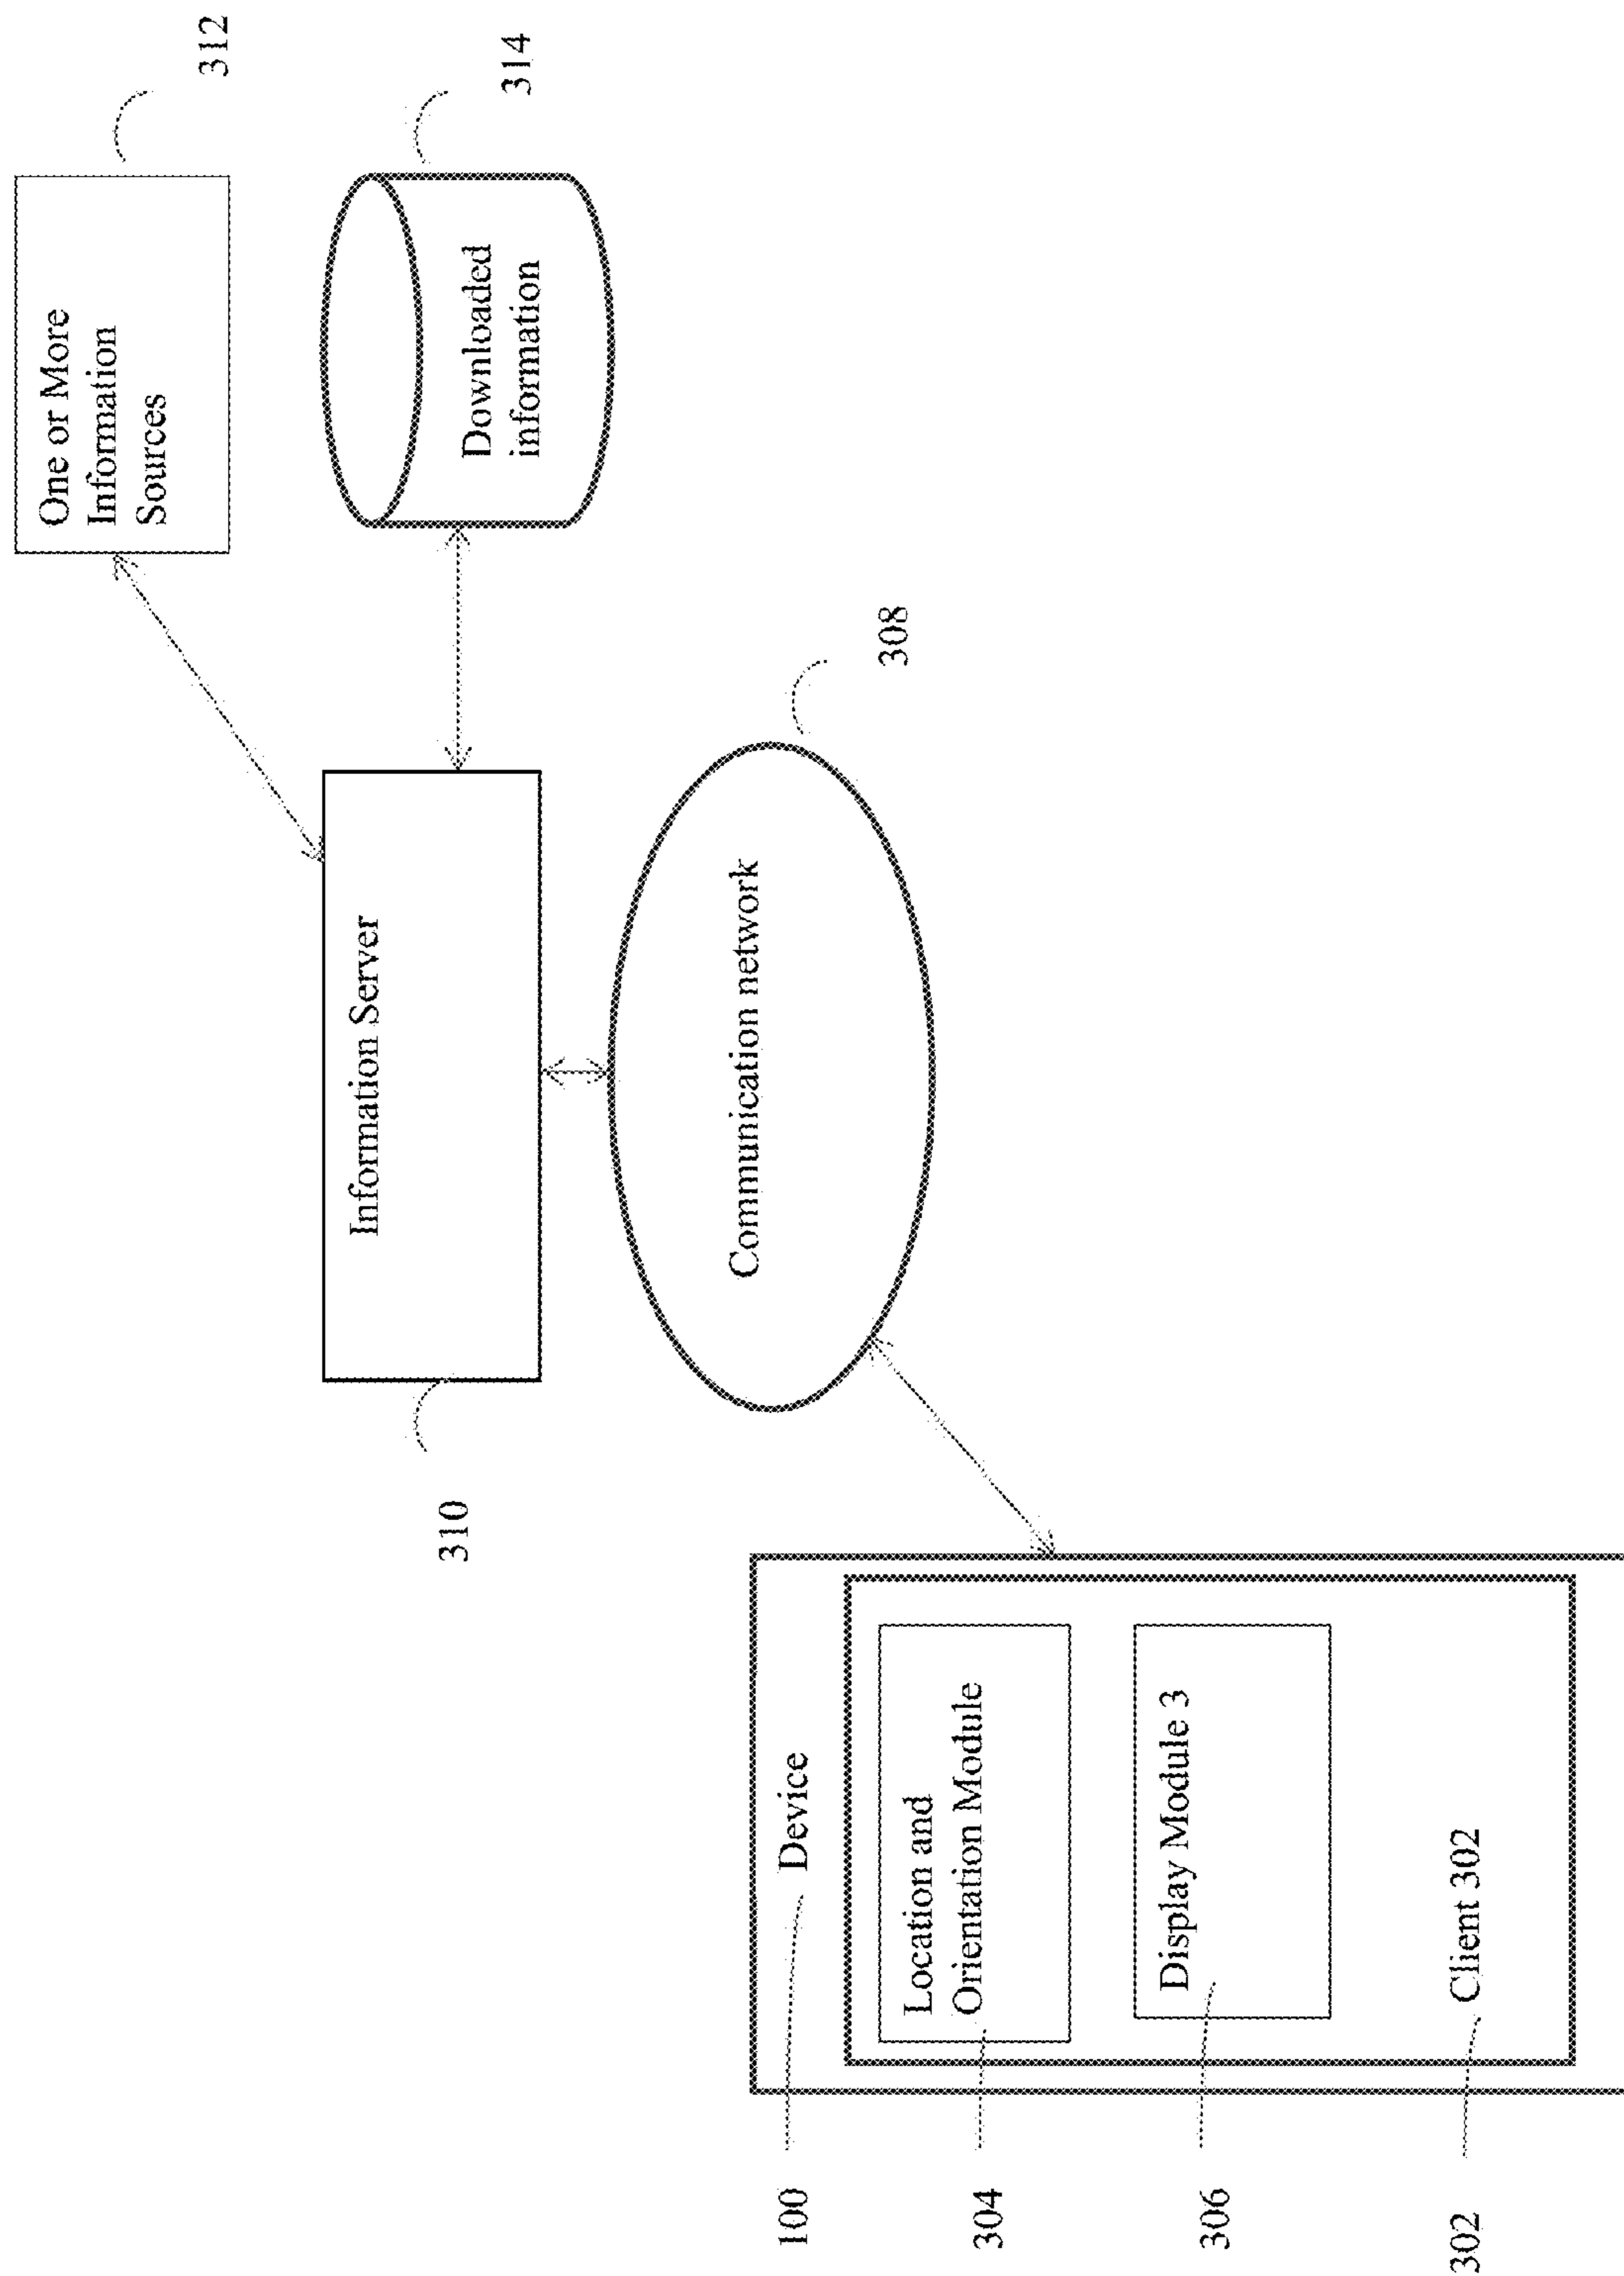 One or More
Information
Sources
312
Downloaded
information
314
Information Server
310
Communication network
308
Device
100
Location and
Orientation Module
304
Display Module 3
306
Client 302
302